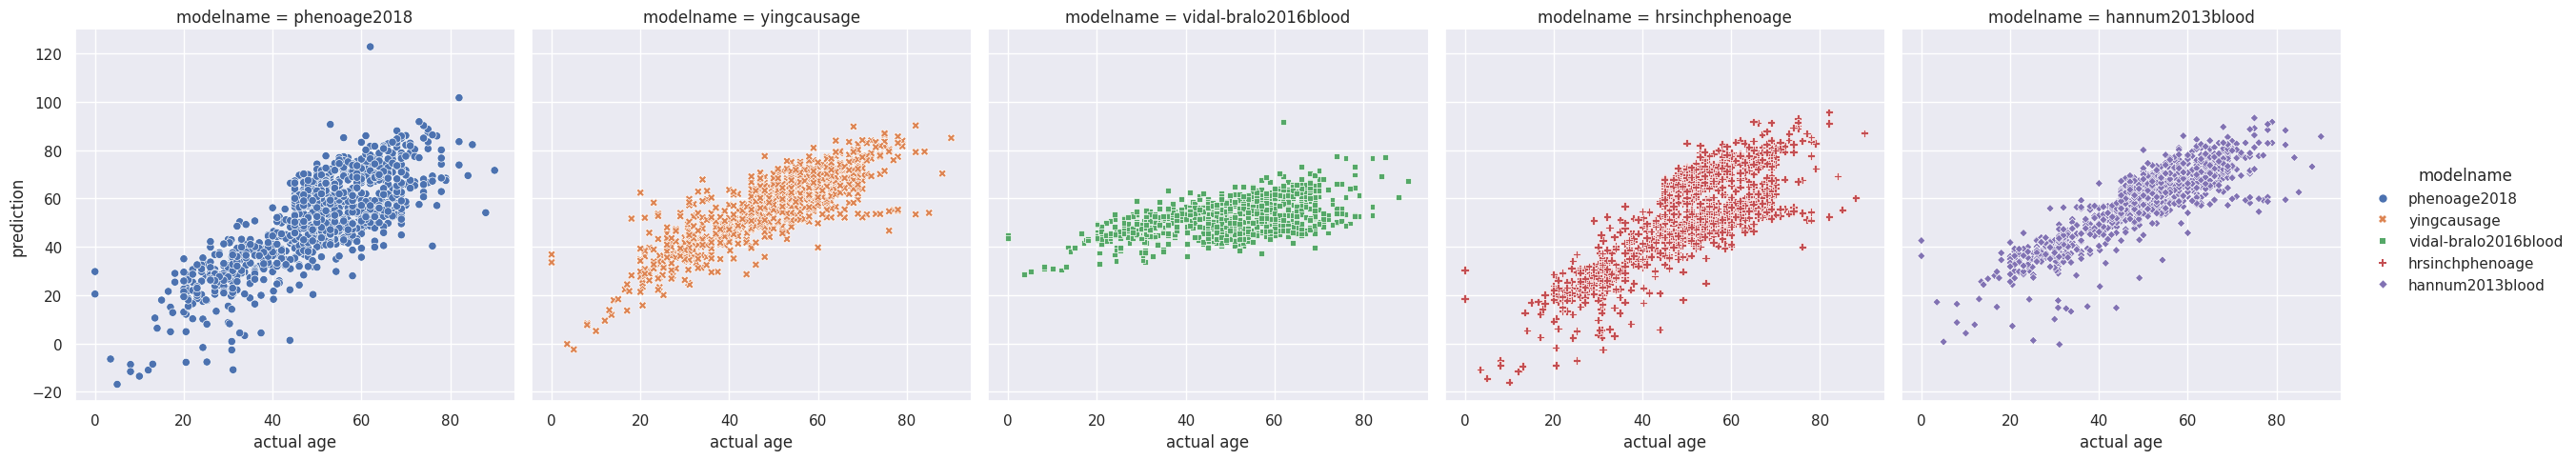 modelname = phenoage2018
modelname = yingcausage
modelname = vidal-bralo2016blood
modelname = hrsinchphenoage
modelname = hannum2013blood
prediction
120
100
80
60
40
20
0
−20
0 20 40 60 80
0 20 40 60 80
0 20 40 60 80
0 20 40 60 80
0 20 40 60 80
actual age
actual age
actual age
actual age
actual age
modelname
phenoage2018
yingcausage
vidal-bralo2016blood
hrsinchphenoage
hannum2013blood